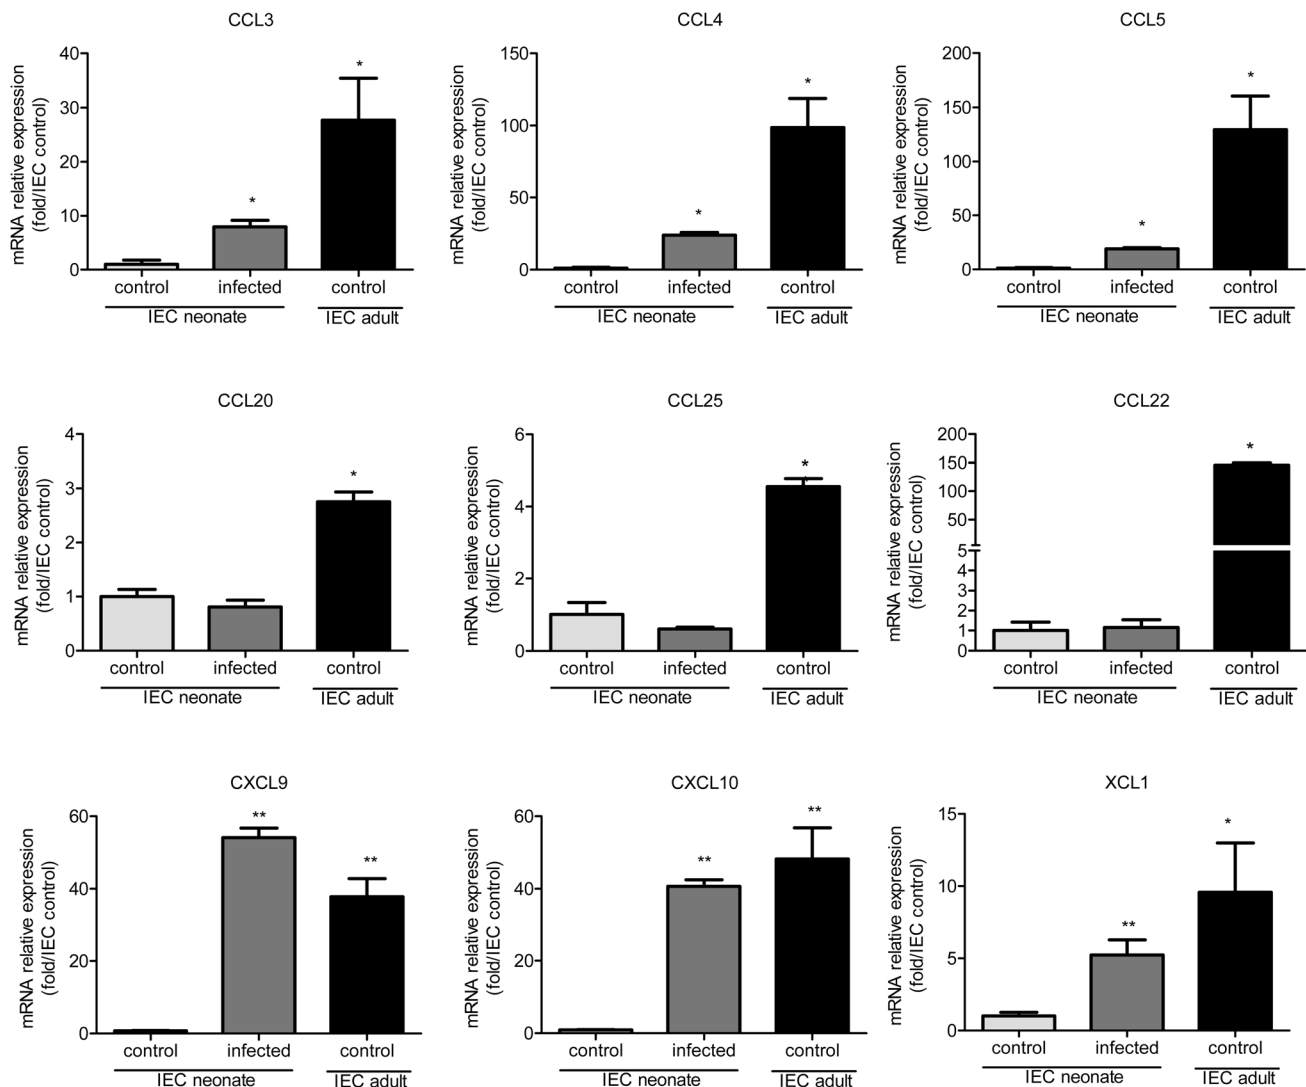 CCL3
mRNA relative expression
(fold/IEC control)
40
30
20
10
0
*
*
control
infected
control
IEC neonate
IEC adult
CCL4
mRNA relative expression
(fold/IEC control)
150
100
50
0
*
*
control
infected
control
IEC neonate
IEC adult
CCL5
mRNA relative expression
(fold/IEC control)
200
150
100
50
0
*
*
control
infected
control
IEC neonate
IEC adult
CCL20
mRNA relative expression
(fold/IEC control)
4
3
2
1
0
*
control
infected
control
IEC neonate
IEC adult
CCL25
mRNA relative expression
(fold/IEC control)
6
4
2
0
*
control
infected
control
IEC neonate
IEC adult
CCL22
mRNA relative expression
(fold/IEC control)
200
150
100
50
5
4
3
2
1
0
*
control
infected
control
IEC neonate
IEC adult
CXCL9
mRNA relative expression
(fold/IEC control)
60
40
20
0
**
**
control
infected
control
IEC neonate
IEC adult
CXCL10
mRNA relative expression
(fold/IEC control)
60
40
20
0
**
**
control
infected
control
IEC neonate
IEC adult
XCL1
mRNA relative expression
(fold/IEC control)
15
10
5
0
**
*
control
infected
control
IEC neonate
IEC adult